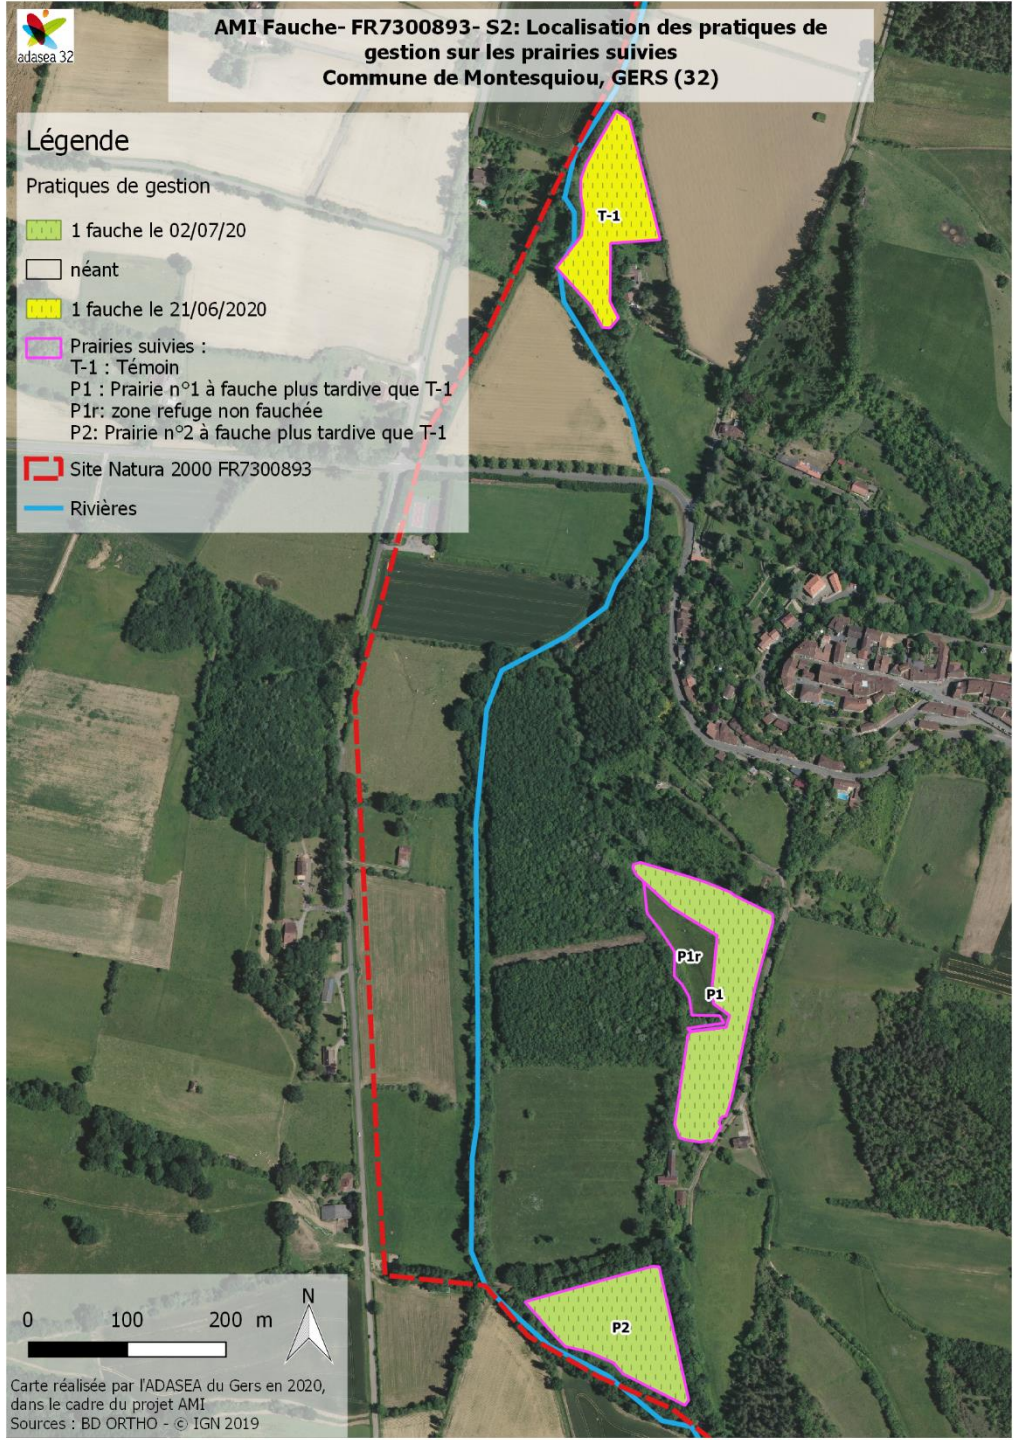 adasea 32
AMI Fauche- FR7300893- S2: Localisation des pratiques de
gestion sur les prairies suivies
Commune de Montesquiou, GERS (32)
Légende
Pratiques de gestion
1 fauche le 02/07/20
néant
1 fauche le 21/06/2020
Prairies suivies :
T-1 : Témoin
P1 : Prairie n°1 à fauche plus tardive que T-1
P1r: zone refuge non fauchée
P2: Prairie n°2 à fauche plus tardive que T-1
Site Natura 2000 FR7300893
Rivières
T-1
P1r
P1
P2
N
0 100 200 m
Carte réalisée par l'ADASEA du Gers en 2020,
dans le cadre du projet AMI
Sources : BD ORTHO - © IGN 2019